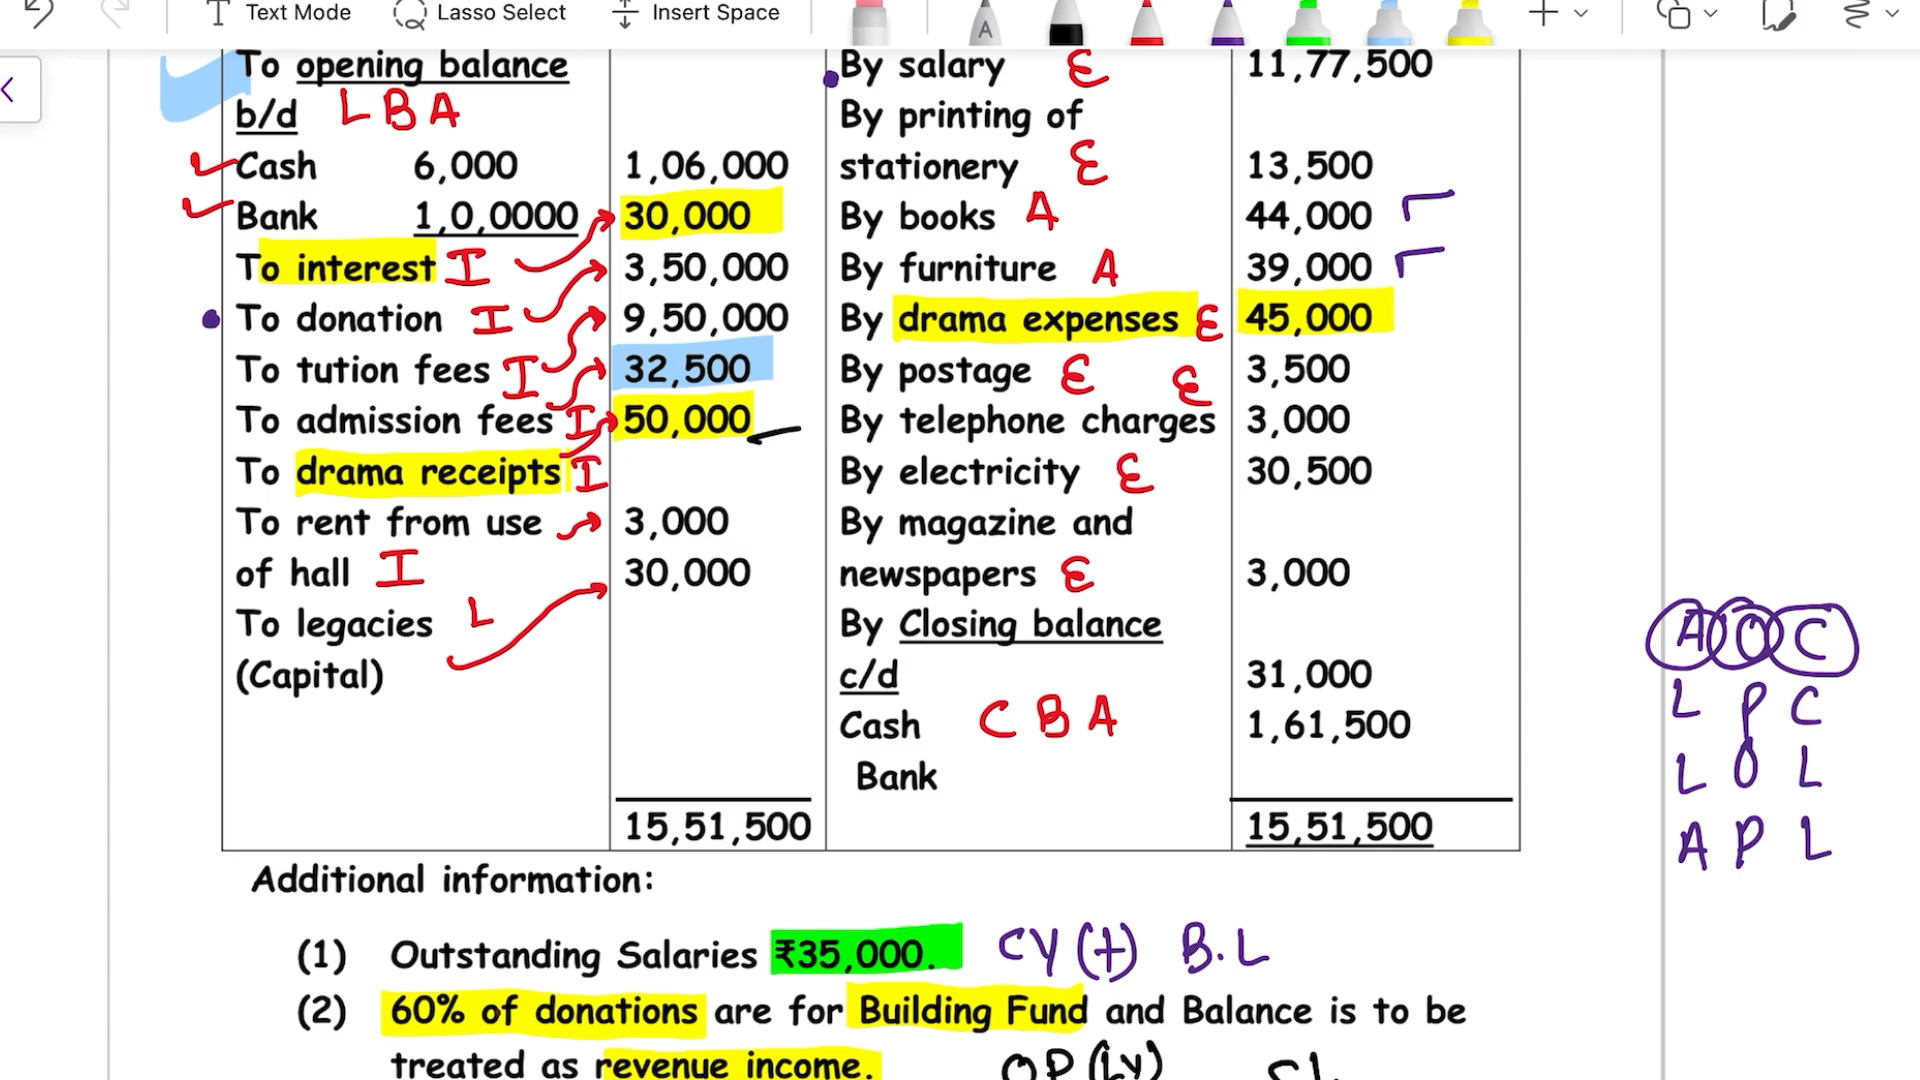 Text Mode Lasso Select Insert Space
A
To opening balance
b/d L B A
Cash 6,000 1,06,000
Bank 1,0,0000 30,000
To interest I 3,50,000
To donation I 9,50,000
To tution fees I 32,500
To admission fees I 50,000
To drama receipts I
To rent from use 3,000
of hall I 30,000
To legacies L
(Capital)
15,51,500
By salary E 11,77,500
By printing of
stationery E 13,500
By books A 44,000
By furniture A 39,000
By drama expenses E 45,000
By postage E E 3,500
By telephone charges 3,000
By electricity E 30,500
By magazine and
newspapers E 3,000
By Closing balance
c/d 31,000
Cash C B A 1,61,500
Bank
15,51,500
A O C
L P C
L O L
A P L
Additional information:
(1) Outstanding Salaries ₹35,000. CY (+) B.L
(2) 60% of donations are for Building Fund and Balance is to be
treated as revenue income. OP (Ly)